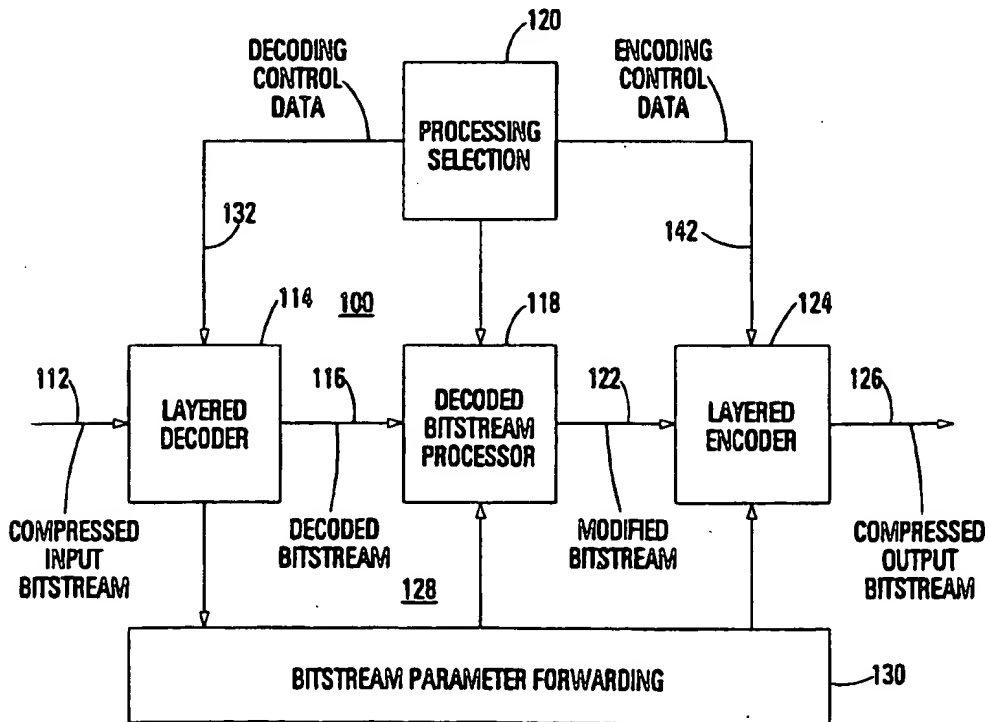 120
DECODING
CONTROL
DATA
ENCODING
CONTROL
DATA
PROCESSING
SELECTION
132
142
114
100
118
124
112
116
122
126
LAYERED
DECODER
DECODED
BITSTREAM
PROCESSOR
LAYERED
ENCODER
COMPRESSED
INPUT
BITSTREAM
DECODED
BITSTREAM
MODIFIED
BITSTREAM
COMPRESSED
OUTPUT
BITSTREAM
128
BITSTREAM PARAMETER FORWARDING
130